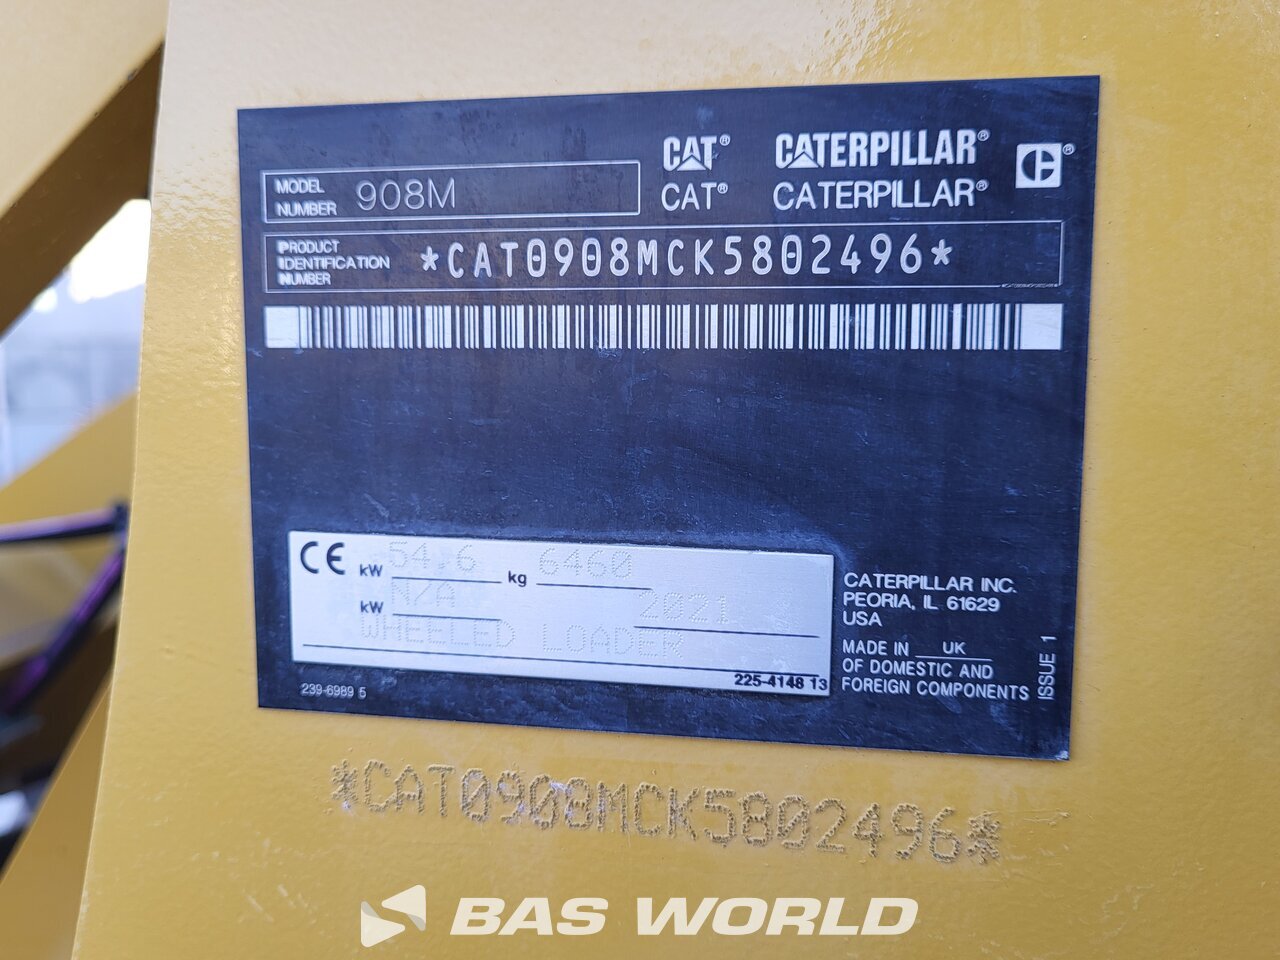 CAT® CATERPILLAR®
CAT® CATERPILLAR®
MODEL
NUMBER 908M
PRODUCT
IDENTIFICATION
NUMBER
*CAT0908MCK5802496*
CE kW 54,6 kg 6460
kW N/A 2021
WHEELED LOADER
225-4148 13
239-6989 5
CATERPILLAR INC.
PEORIA, IL 61629
USA
MADE IN UK
OF DOMESTIC AND
FOREIGN COMPONENTS
ISSUE 1
*CAT0908MCK5802496*
BAS WORLD